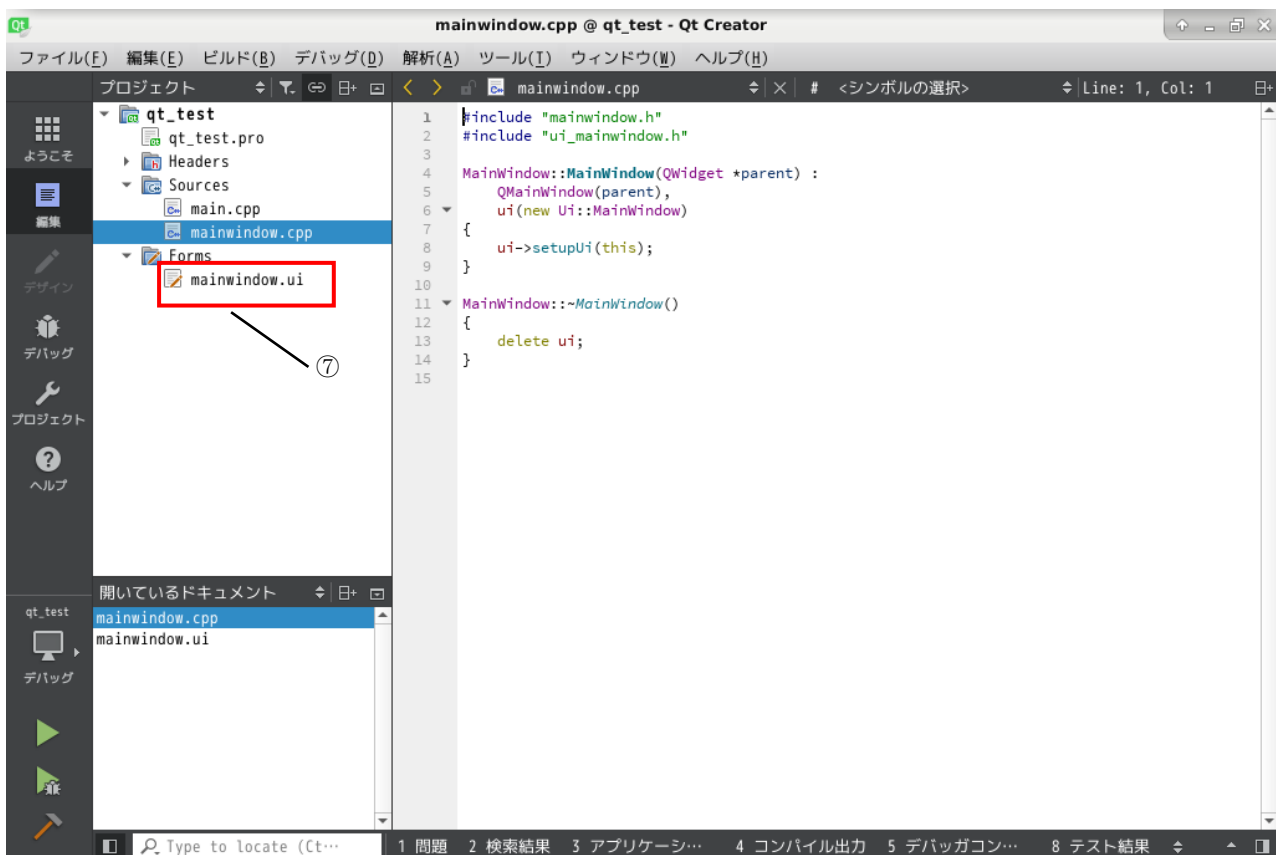 mainwindow.cpp @ qt_test - Qt Creator
ファイル(F) 編集(E) ビルド(B) デバッグ(D) 解析(A) ツール(T) ウィンドウ(W) ヘルプ(H)
プロジェクト
mainwindow.cpp # <シンボルの選択> Line: 1, Col: 1
ようこそ
編集
デザイン
デバッグ
プロジェクト
ヘルプ
qt_test
デバッグ
qt_test
qt_test.pro
Headers
Sources
main.cpp
mainwindow.cpp
Forms
mainwindow.ui
⑦
開いているドキュメント
mainwindow.cpp
mainwindow.ui
1 #include "mainwindow.h"
2 #include "ui_mainwindow.h"
3
4 MainWindow::MainWindow(QWidget *parent) :
5 QMainWindow(parent),
6 ui(new Ui::MainWindow)
7 {
8 ui->setupUi(this);
9 }
10
11 MainWindow::~MainWindow()
12 {
13 delete ui;
14 }
15
Type to locate (Ct… 1 問題 2 検索結果 3 アプリケーシ… 4 コンパイル出力 5 デバッガコン… 8 テスト結果